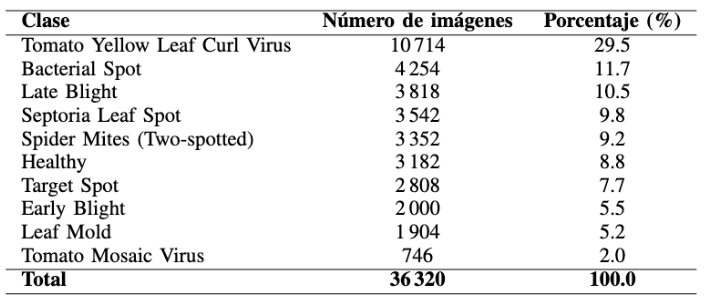 Clase Número de imágenes Porcentaje (%)
Tomato Yellow Leaf Curl Virus 10 714 29.5
Bacterial Spot 4 254 11.7
Late Blight 3 818 10.5
Septoria Leaf Spot 3 542 9.8
Spider Mites (Two-spotted) 3 352 9.2
Healthy 3 182 8.8
Target Spot 2 808 7.7
Early Blight 2 000 5.5
Leaf Mold 1 904 5.2
Tomato Mosaic Virus 746 2.0
Total 36 320 100.0